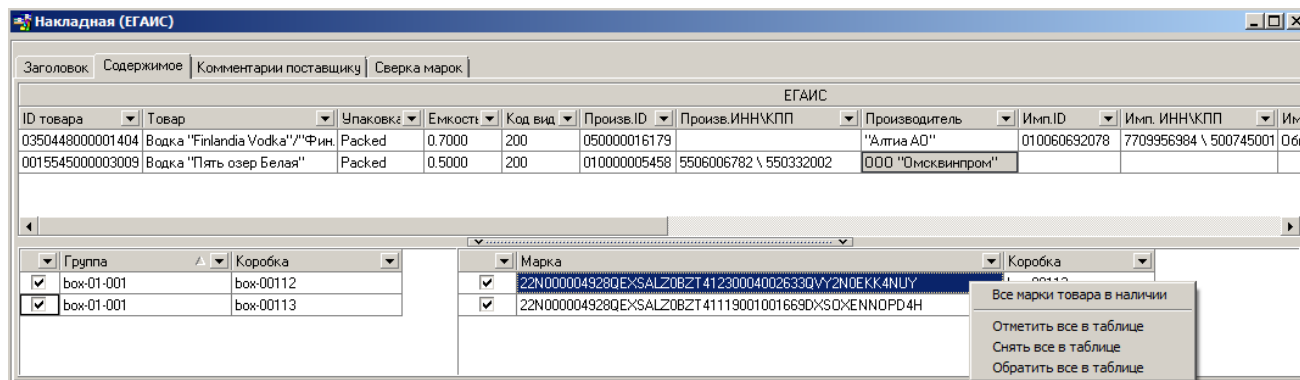 Накладная (ЕГАИС)
Заголовок Содержимое Комментарии поставщику Сверка марок
ЕГАИС
ID товара Товар Упаковка Емкость Код вид Произв.ID Произв.ИНН\КПП Производитель Имп.ID Имп. ИНН\КПП Им
0350448000001404 Водка "Finlandia Vodka"/"Фин. Packed 0.7000 200 050000016179 "Алтиа АО" 010060692078 7709956984 \ 500745001 Об
0015545000003009 Водка "Пять озер Белая" Packed 0.5000 200 010000005458 5506006782 \ 550332002 ООО "Омсквинпром"
Группа Коробка Марка Коробка
box-01-001 box-00112 22N000004928QEXSALZ0BZT41230004002633QVY2N0EKK4NUY
box-01-001 box-00113 22N000004928QEXSALZ0BZT41119001001669DXSOXENNOPD4H
Все марки товара в наличии
Отметить все в таблице
Снять все в таблице
Обратить все в таблице